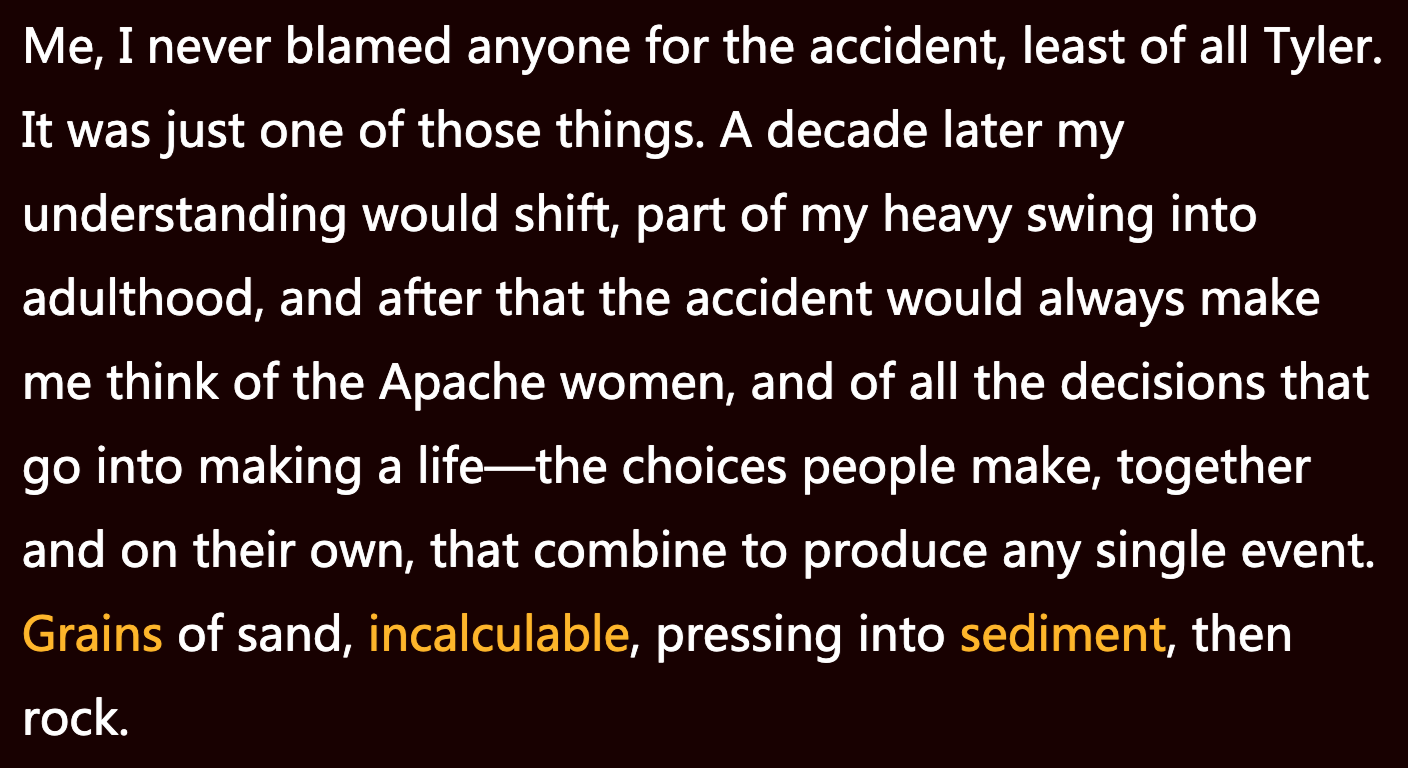 Me, I never blamed anyone for the accident, least of all Tyler.
It was just one of those things. A decade later my
understanding would shift, part of my heavy swing into
adulthood, and after that the accident would always make
me think of the Apache women, and of all the decisions that
go into making a life—the choices people make, together
and on their own, that combine to produce any single event.
Grains of sand, incalculable, pressing into sediment, then
rock.